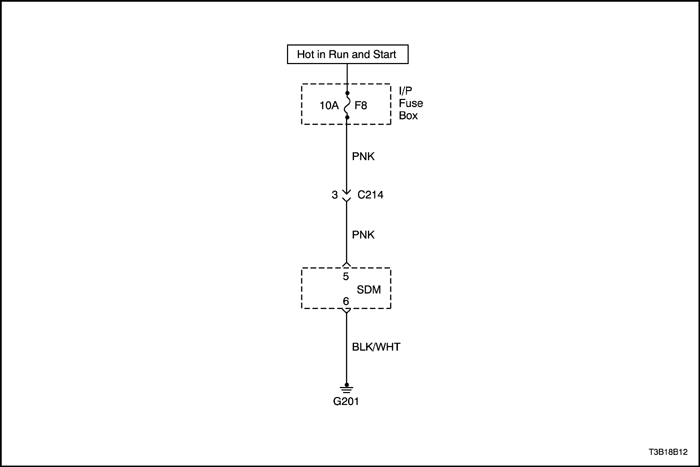 Hot in Run and Start
10A F8
I/P
Fuse
Box
PNK
3 C214
PNK
5
SDM
6
BLK/WHT
G201
T3B18B12